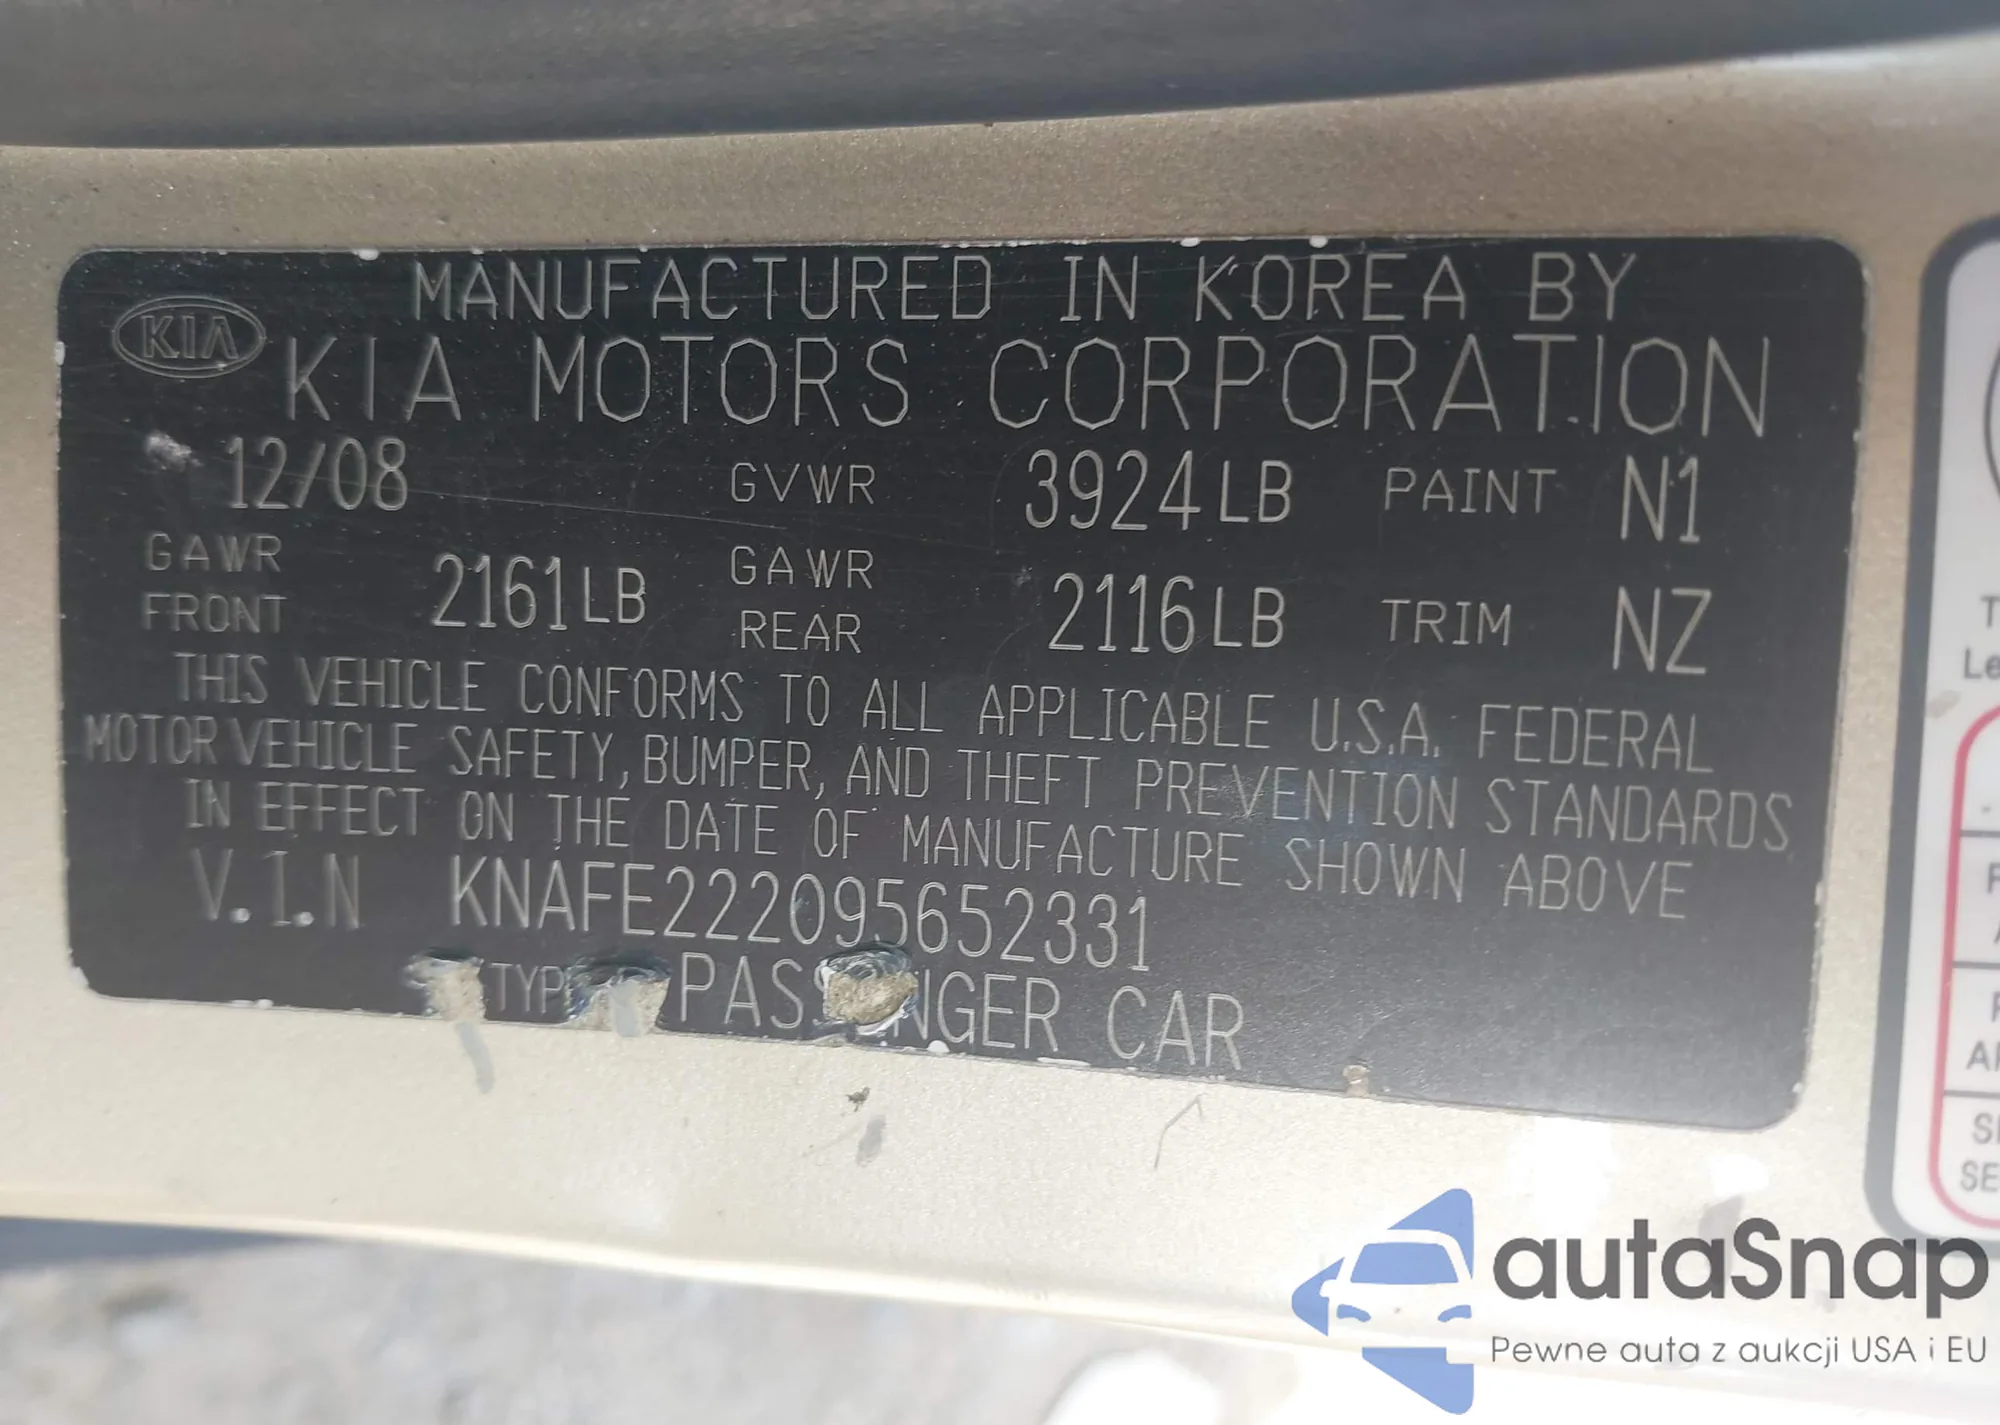 MANUFACTURED IN KOREA BY
KIA
KIA MOTORS CORPORATION
12/08 GVWR 3924LB PAINT N1
GAWR FRONT 2161LB GAWR REAR 2116LB TRIM NZ
THIS VEHICLE CONFORMS TO ALL APPLICABLE U.S.A. FEDERAL
MOTOR VEHICLE SAFETY, BUMPER, AND THEFT PREVENTION STANDARDS
IN EFFECT ON THE DATE OF MANUFACTURE SHOWN ABOVE
V.I.N KNAFE222095652331
PASSENGER CAR
autaSnap
Pewne auta z aukcji USA i EU